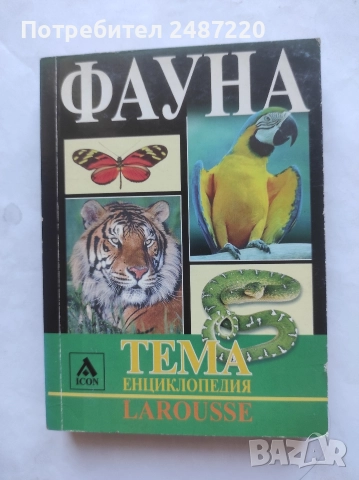 Потребител 2487220
ФАУНА
ICON
ТЕМА
ЕНЦИКЛОПЕДИЯ
LAROUSSE
BAZAR